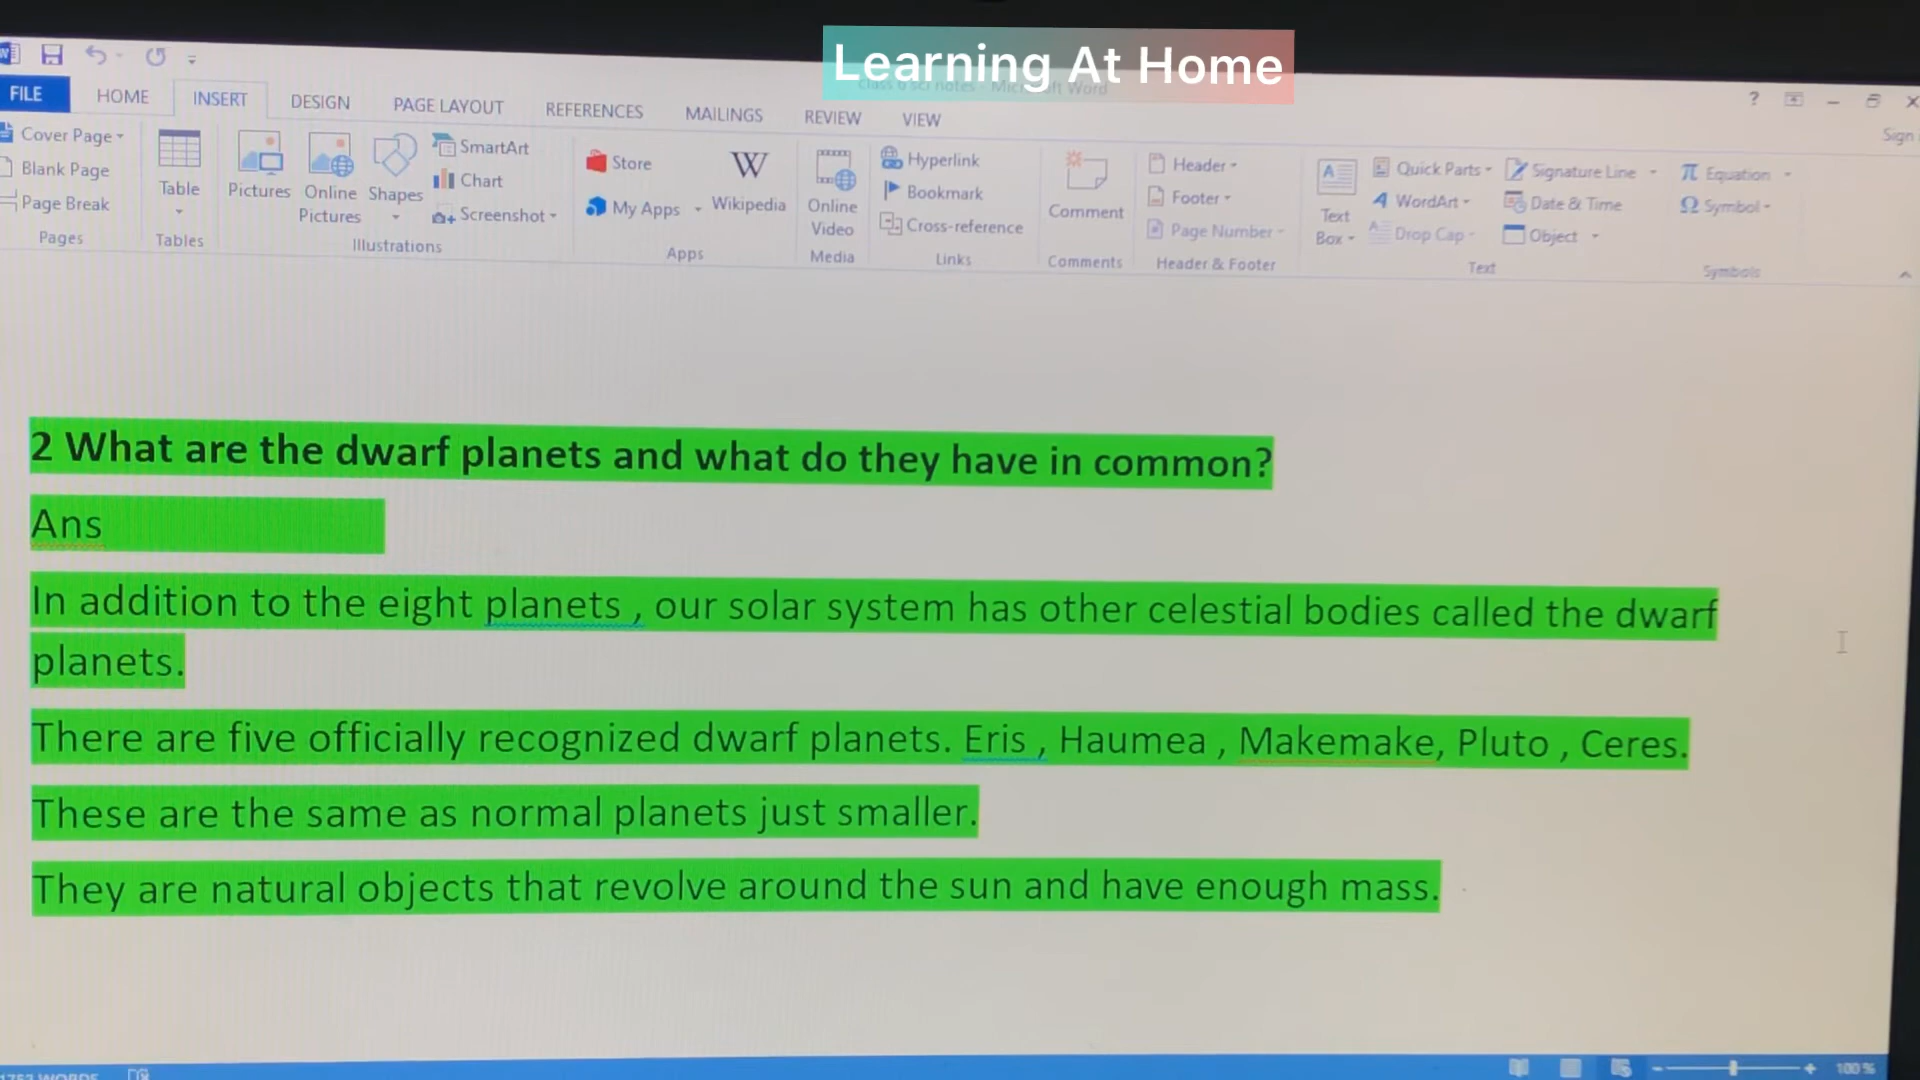 Learning At Home
FILE HOME INSERT DESIGN PAGE LAYOUT REFERENCES MAILINGS REVIEW VIEW
Sign
Cover Page
Blank Page
Page Break
Pages
Table
Tables
Pictures
Online Pictures
Shapes
SmartArt
Chart
Screenshot
Illustrations
Store
My Apps
Wikipedia
Apps
Online Video
Media
Hyperlink
Bookmark
Cross-reference
Links
Comment
Comments
Header
Footer
Page Number
Header & Footer
Text Box
Quick Parts
WordArt
Drop Cap
Signature Line
Date & Time
Object
Text
Equation
Symbol
Symbols
2 What are the dwarf planets and what do they have in common?
Ans
In addition to the eight planets , our solar system has other celestial bodies called the dwarf
planets.
There are five officially recognized dwarf planets. Eris , Haumea , Makemake, Pluto , Ceres.
These are the same as normal planets just smaller.
They are natural objects that revolve around the sun and have enough mass.
WORDS
100 %